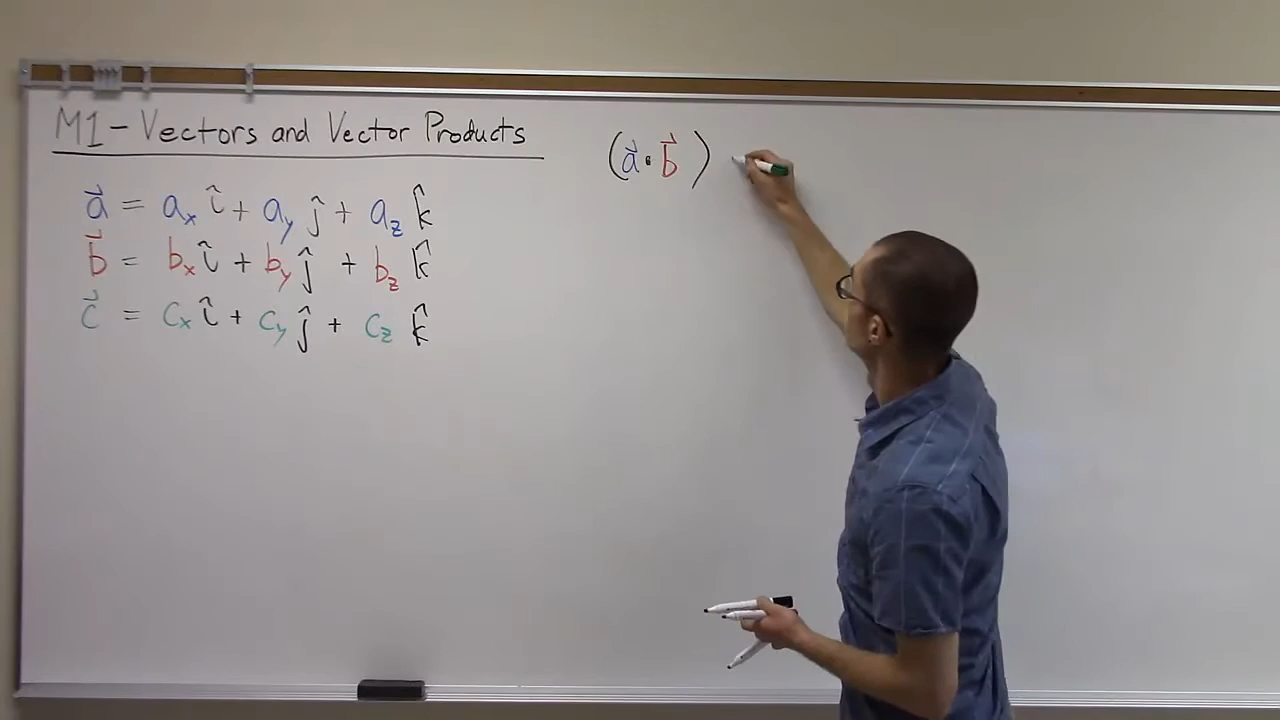 M1 - Vectors and Vector Products
a⃗ = aₓ î + a_y ĵ + a_z k̂
b⃗ = bₓ î + b_y ĵ + b_z k̂
c⃗ = cₓ î + c_y ĵ + c_z k̂
(a⃗ · b⃗)